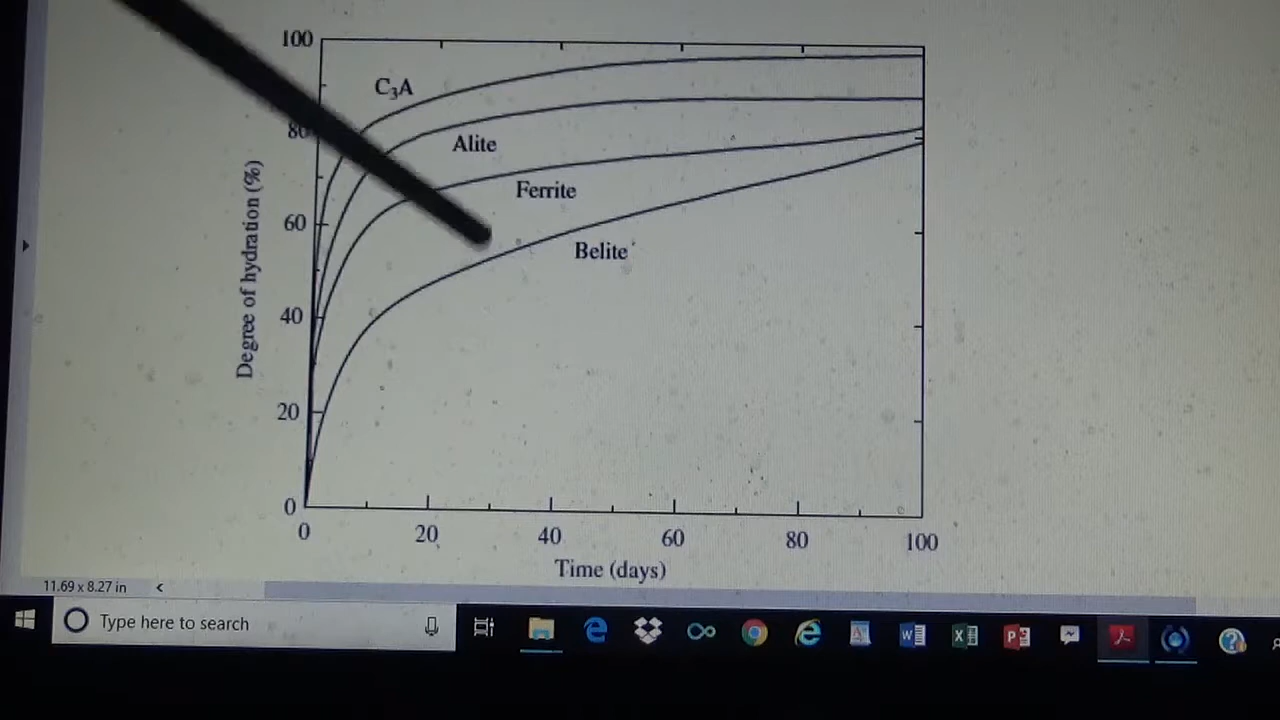 100
C₃A
80
Alite
Ferrite
60
Belite
40
20
0
Degree of hydration (%)
0 20 40 60 80 100
Time (days)
11.69 x 8.27 in
Type here to search